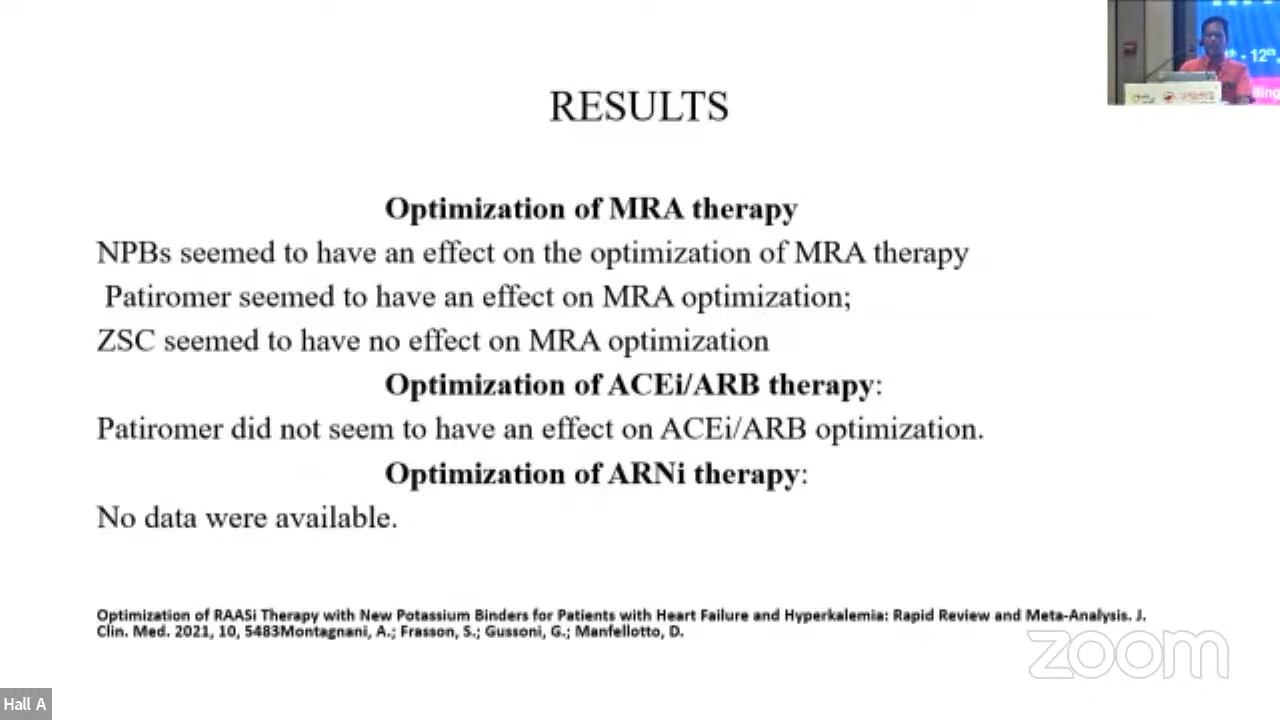 - 12th,
lling
RESULTS
Optimization of MRA therapy
NPBs seemed to have an effect on the optimization of MRA therapy
Patiromer seemed to have an effect on MRA optimization;
ZSC seemed to have no effect on MRA optimization
Optimization of ACEi/ARB therapy:
Patiromer did not seem to have an effect on ACEi/ARB optimization.
Optimization of ARNi therapy:
No data were available.
Optimization of RAASi Therapy with New Potassium Binders for Patients with Heart Failure and Hyperkalemia: Rapid Review and Meta-Analysis. J.
Clin. Med. 2021, 10, 5483Montagnani, A.; Frasson, S.; Gussoni, G.; Manfellotto, D.
zoom
Hall A